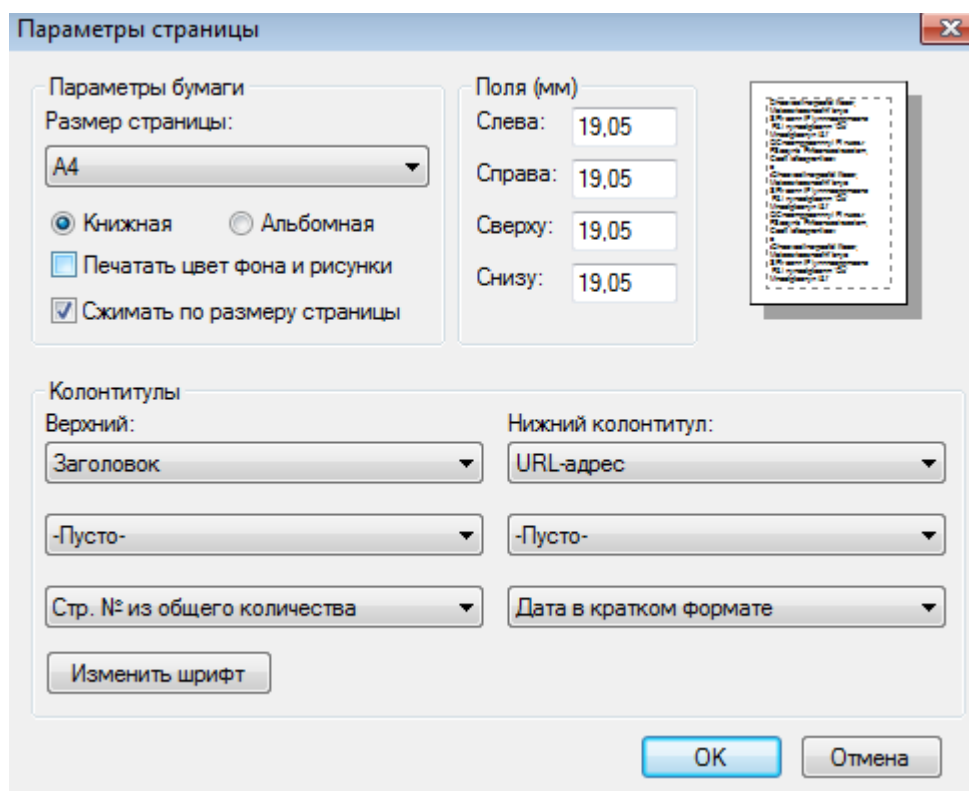 Параметры страницы
Параметры бумаги
Размер страницы:
A4
Книжная
Альбомная
Печатать цвет фона и рисунки
Сжимать по размеру страницы
Поля (мм)
Слева: 19,05
Справа: 19,05
Сверху: 19,05
Снизу: 19,05
Колонтитулы
Верхний:
Заголовок
-Пусто-
Стр. № из общего количества
Изменить шрифт
Нижний колонтитул:
URL-адрес
-Пусто-
Дата в кратком формате
OK
Отмена